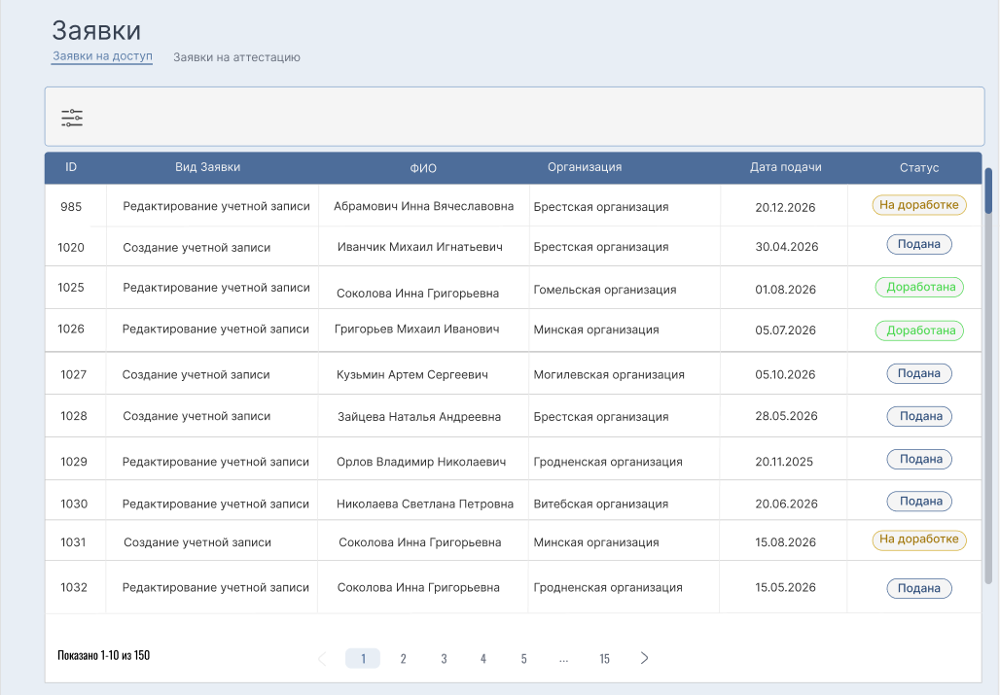 Заявки
Заявки на доступ Заявки на аттестацию
ID Вид Заявки ФИО Организация Дата подачи Статус
985 Редактирование учетной записи Абрамович Инна Вячеславовна Брестская организация 20.12.2026 На доработке
1020 Создание учетной записи Иванчик Михаил Игнатьевич Брестская организация 30.04.2026 Подана
1025 Редактирование учетной записи Соколова Инна Григорьевна Гомельская организация 01.08.2026 Доработана
1026 Редактирование учетной записи Григорьев Михаил Иванович Минская организация 05.07.2026 Доработана
1027 Создание учетной записи Кузьмин Артем Сергеевич Могилевская организация 05.10.2026 Подана
1028 Создание учетной записи Зайцева Наталья Андреевна Брестская организация 28.05.2026 Подана
1029 Редактирование учетной записи Орлов Владимир Николаевич Гродненская организация 20.11.2025 Подана
1030 Редактирование учетной записи Николаева Светлана Петровна Витебская организация 20.06.2026 Подана
1031 Создание учетной записи Соколова Инна Григорьевна Минская организация 15.08.2026 На доработке
1032 Редактирование учетной записи Соколова Инна Григорьевна Гродненская организация 15.05.2026 Подана
Показано 1-10 из 150 1 2 3 4 5 ... 15